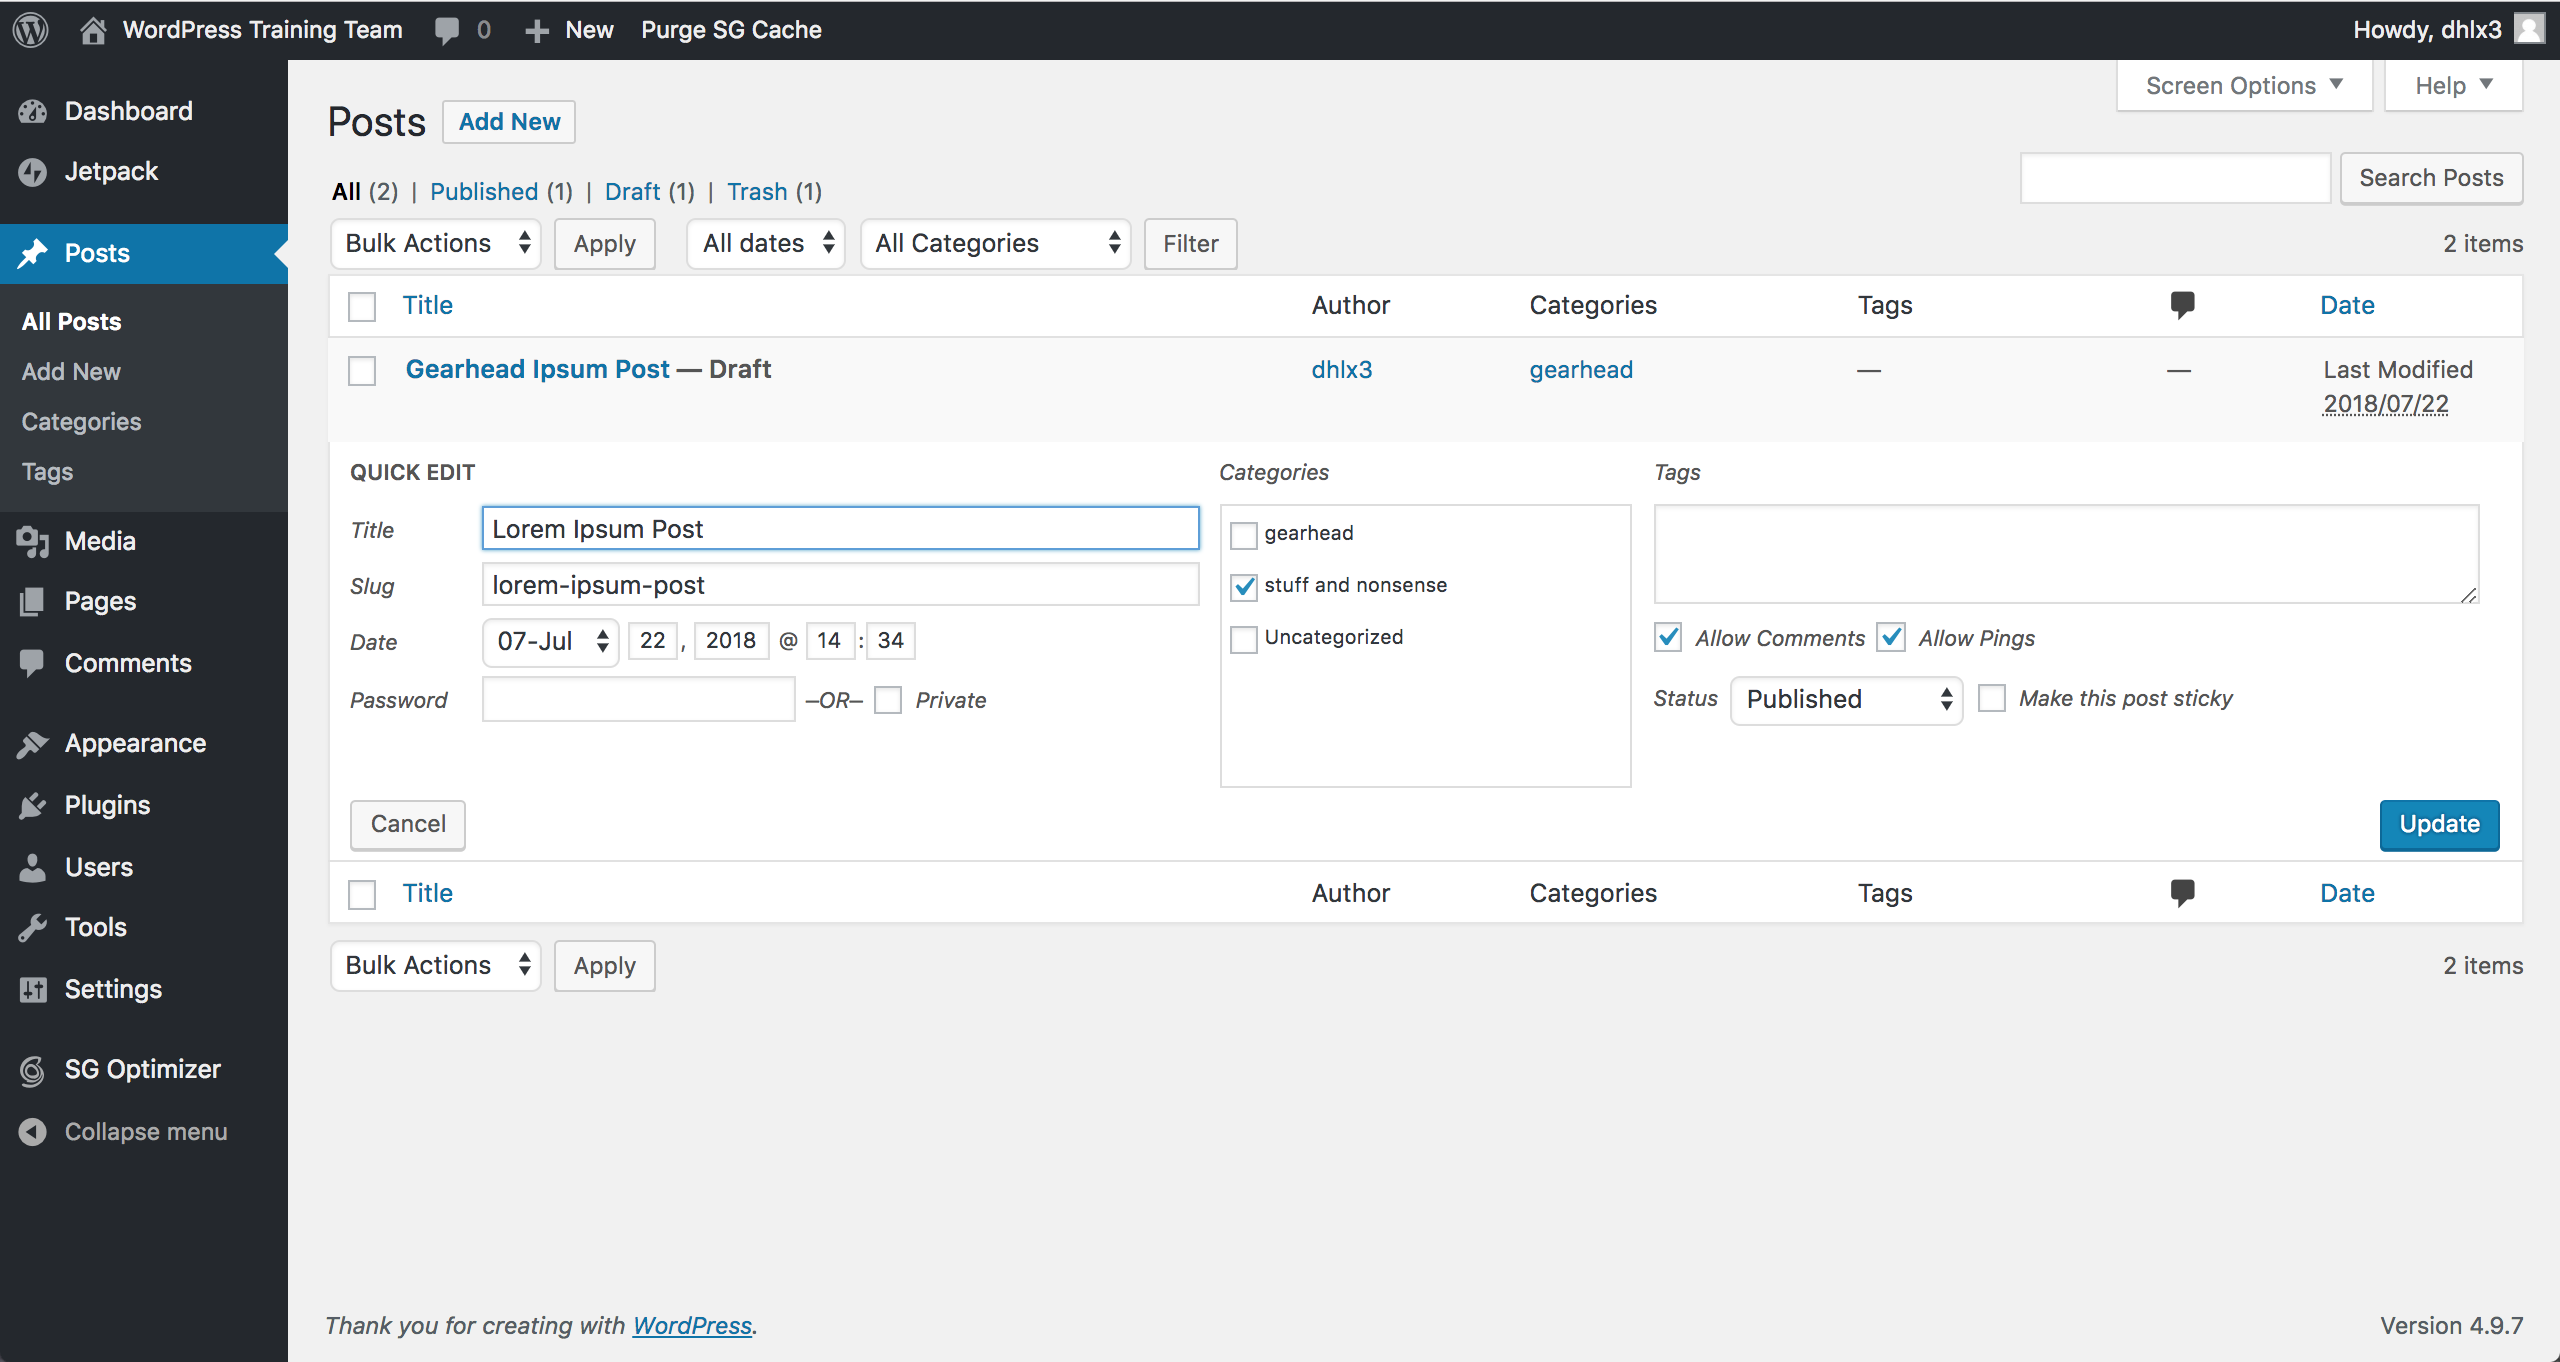 WordPress Training Team 0 New Purge SG Cache Howdy, dhlx3
Dashboard
Jetpack
Posts
All Posts
Add New
Categories
Tags
Media
Pages
Comments
Appearance
Plugins
Users
Tools
Settings
SG Optimizer
Collapse menu
Screen Options Help
Posts Add New
All (2) | Published (1) | Draft (1) | Trash (1)
Search Posts
Bulk Actions Apply All dates All Categories Filter 2 items
Title Author Categories Tags Date
Gearhead Ipsum Post — Draft dhlx3 gearhead — — Last Modified
2018/07/22
QUICK EDIT Categories Tags
Title Lorem Ipsum Post gearhead
Slug lorem-ipsum-post stuff and nonsense
Date 07-Jul 22 , 2018 @ 14 : 34 Uncategorized Allow Comments Allow Pings
Password –OR– Private Status Published Make this post sticky
Cancel Update
Title Author Categories Tags Date
Bulk Actions Apply 2 items
Thank you for creating with WordPress. Version 4.9.7